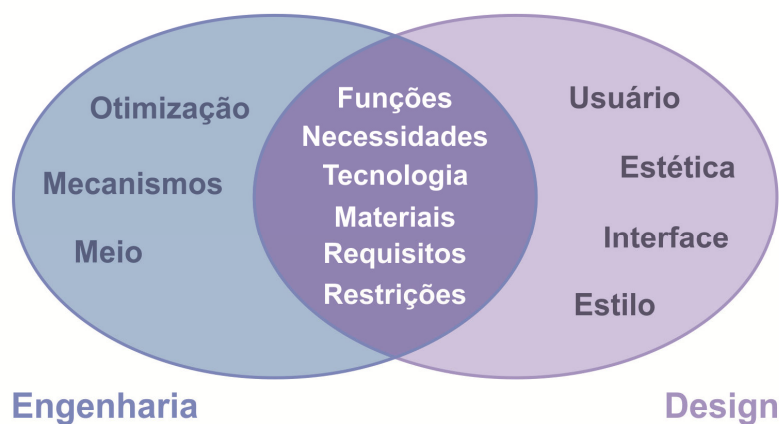 Otimização
Mecanismos
Meio
Funções
Necessidades
Tecnologia
Materiais
Requisitos
Restrições
Usuário
Estética
Interface
Estilo
Engenharia
Design